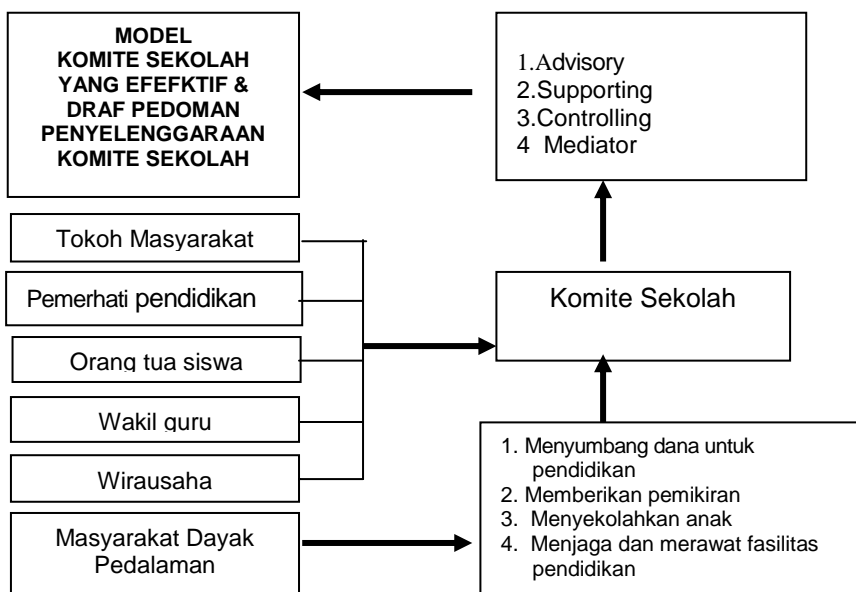 MODEL
KOMITE SEKOLAH
YANG EFEFKTIF &
DRAF PEDOMAN
PENYELENGGARAAN
KOMITE SEKOLAH
1.Advisory
2.Supporting
3.Controlling
4 Mediator
Tokoh Masyarakat
Pemerhati pendidikan
Orang tua siswa
Wakil guru
Wirausaha
Masyarakat Dayak
Pedalaman
Komite Sekolah
1. Menyumbang dana untuk
pendidikan
2. Memberikan pemikiran
3. Menyekolahkan anak
4. Menjaga dan merawat fasilitas
pendidikan